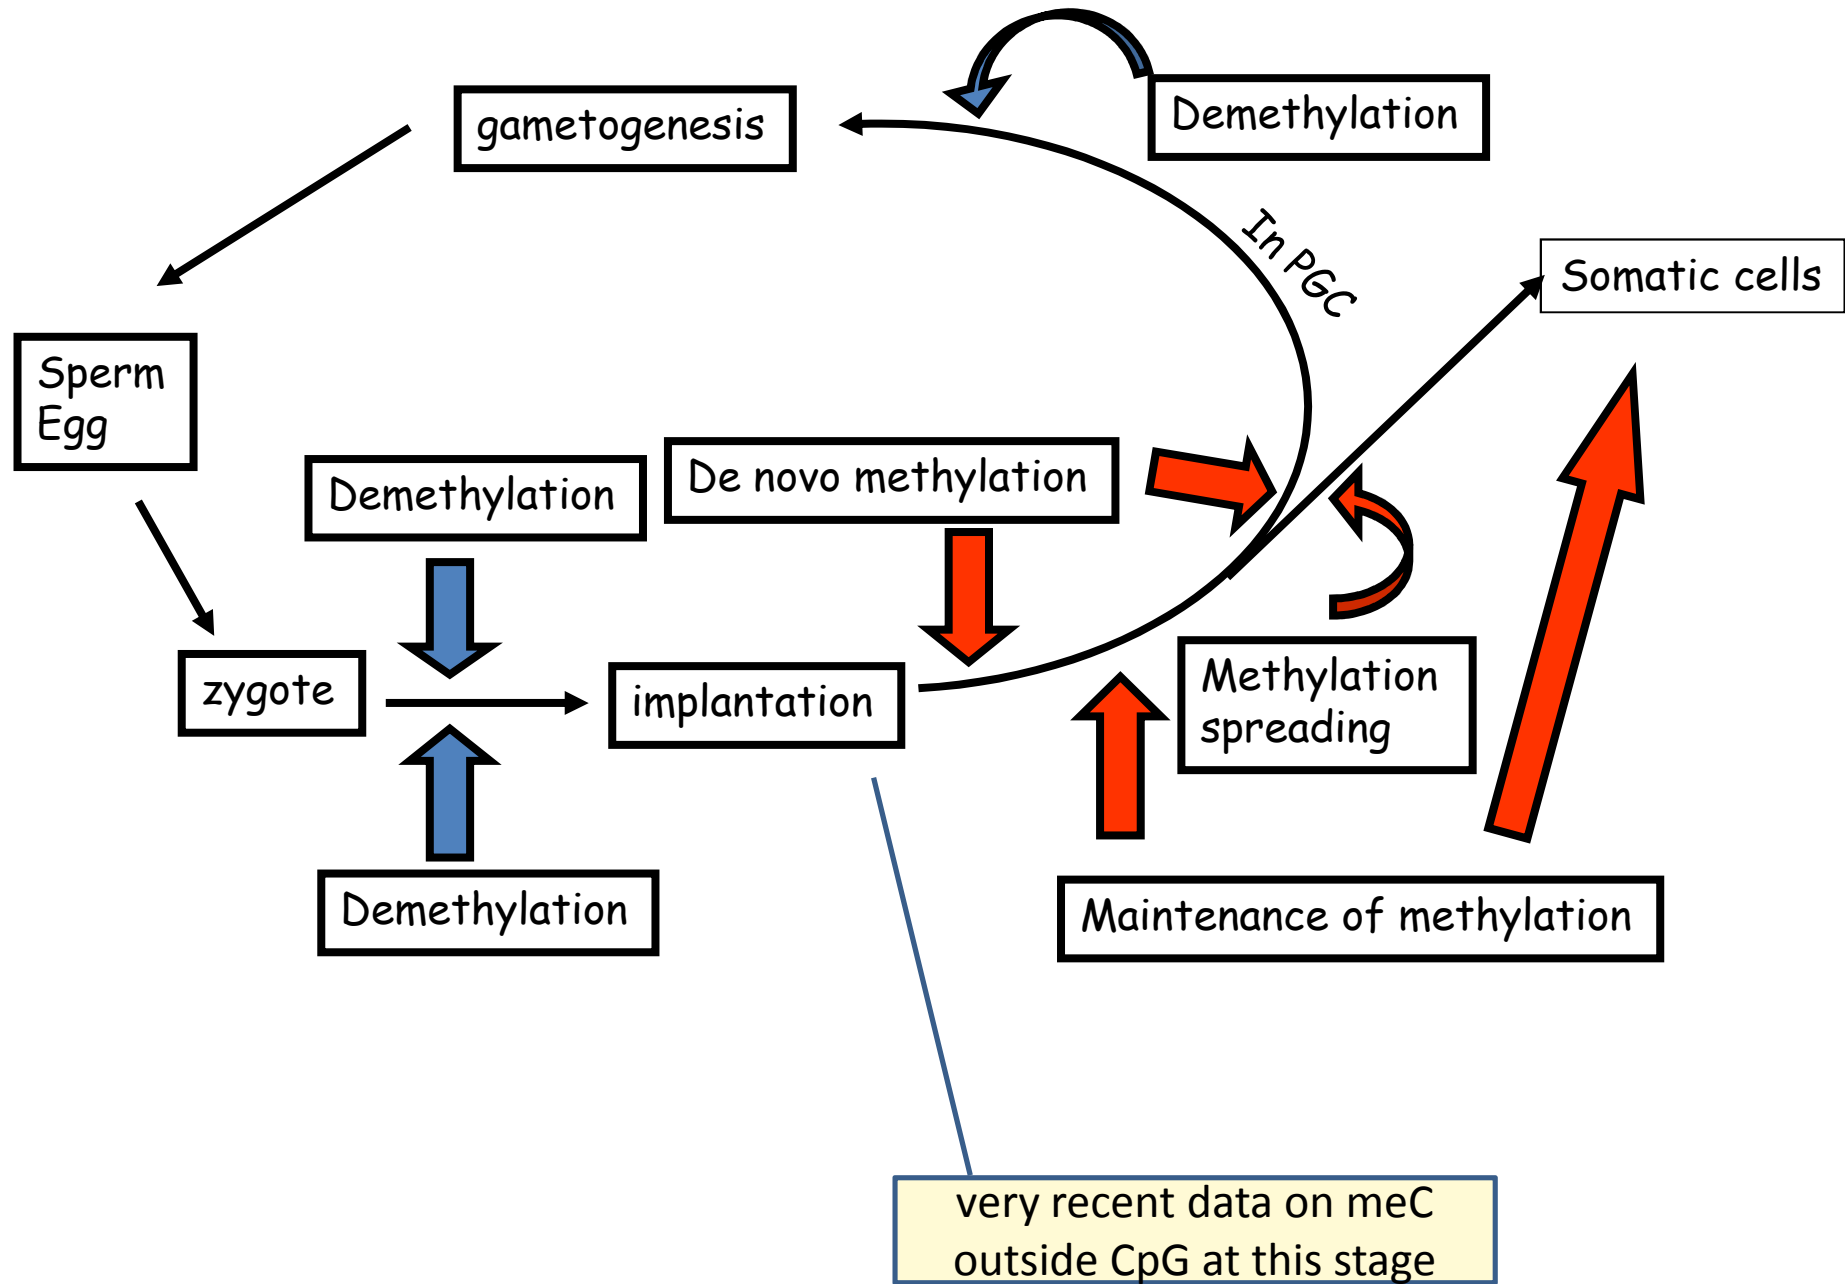 Demethylation
gametogenesis
In PGC
Somatic cells
Sperm
Egg
Demethylation
De novo methylation
zygote
implantation
Methylation
spreading
Demethylation
Maintenance of methylation
very recent data on meC
outside CpG at this stage